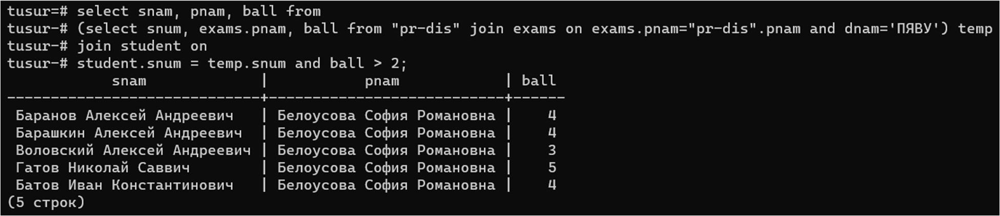 tusur=# select snam, pnam, ball from
tusur-# (select snum, exams.pnam, ball from "pr-dis" join exams on exams.pnam="pr-dis".pnam and dnam='ПЯВУ') temp
tusur-# join student on
tusur-# student.snum = temp.snum and ball > 2;
            snam             |           pnam            | ball
-----------------------------+---------------------------+------
 Баранов Алексей Андреевич   | Белоусова София Романовна |    4
 Барашкин Алексей Андреевич  | Белоусова София Романовна |    4
 Воловский Алексей Андреевич | Белоусова София Романовна |    3
 Гатов Николай Саввич        | Белоусова София Романовна |    5
 Батов Иван Константинович   | Белоусова София Романовна |    4
(5 строк)